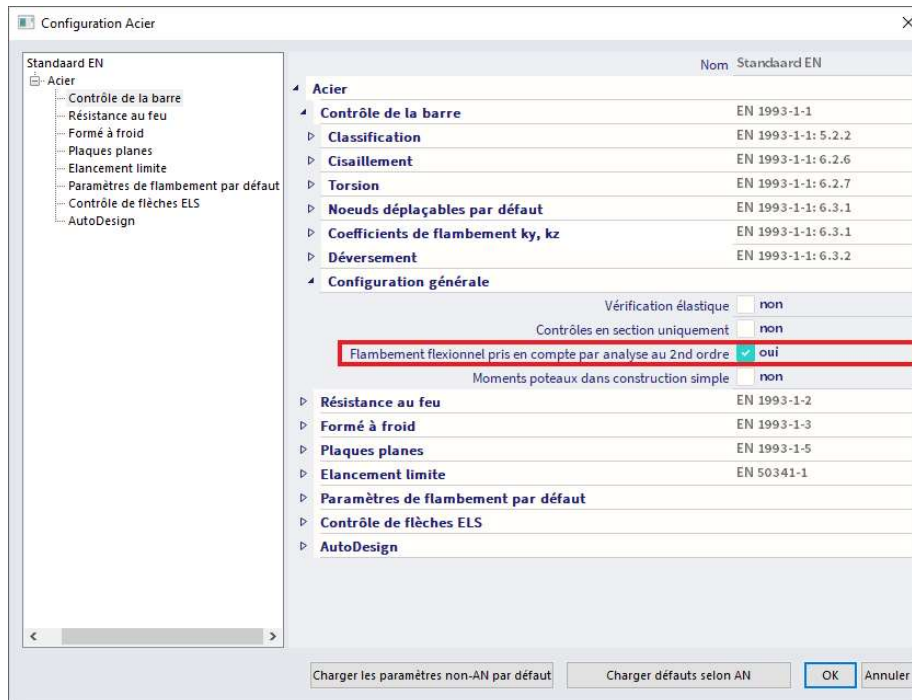 Configuration Acier
Standaard EN
Acier
Contrôle de la barre
Résistance au feu
Formé à froid
Plaques planes
Elancement limite
Paramètres de flambement par défaut
Contrôle de flèches ELS
AutoDesign
Nom Standaard EN
Acier
Contrôle de la barre EN 1993-1-1
Classification EN 1993-1-1: 5.2.2
Cisaillement EN 1993-1-1: 6.2.6
Torsion EN 1993-1-1: 6.2.7
Noeuds déplaçables par défaut EN 1993-1-1: 6.3.1
Coefficients de flambement ky, kz EN 1993-1-1: 6.3.1
Déversement EN 1993-1-1: 6.3.2
Configuration générale
Vérification élastique non
Contrôles en section uniquement non
Flambement flexionnel pris en compte par analyse au 2nd ordre oui
Moments poteaux dans construction simple non
Résistance au feu EN 1993-1-2
Formé à froid EN 1993-1-3
Plaques planes EN 1993-1-5
Elancement limite EN 50341-1
Paramètres de flambement par défaut
Contrôle de flèches ELS
AutoDesign
Charger les paramètres non-AN par défaut Charger défauts selon AN OK Annuler